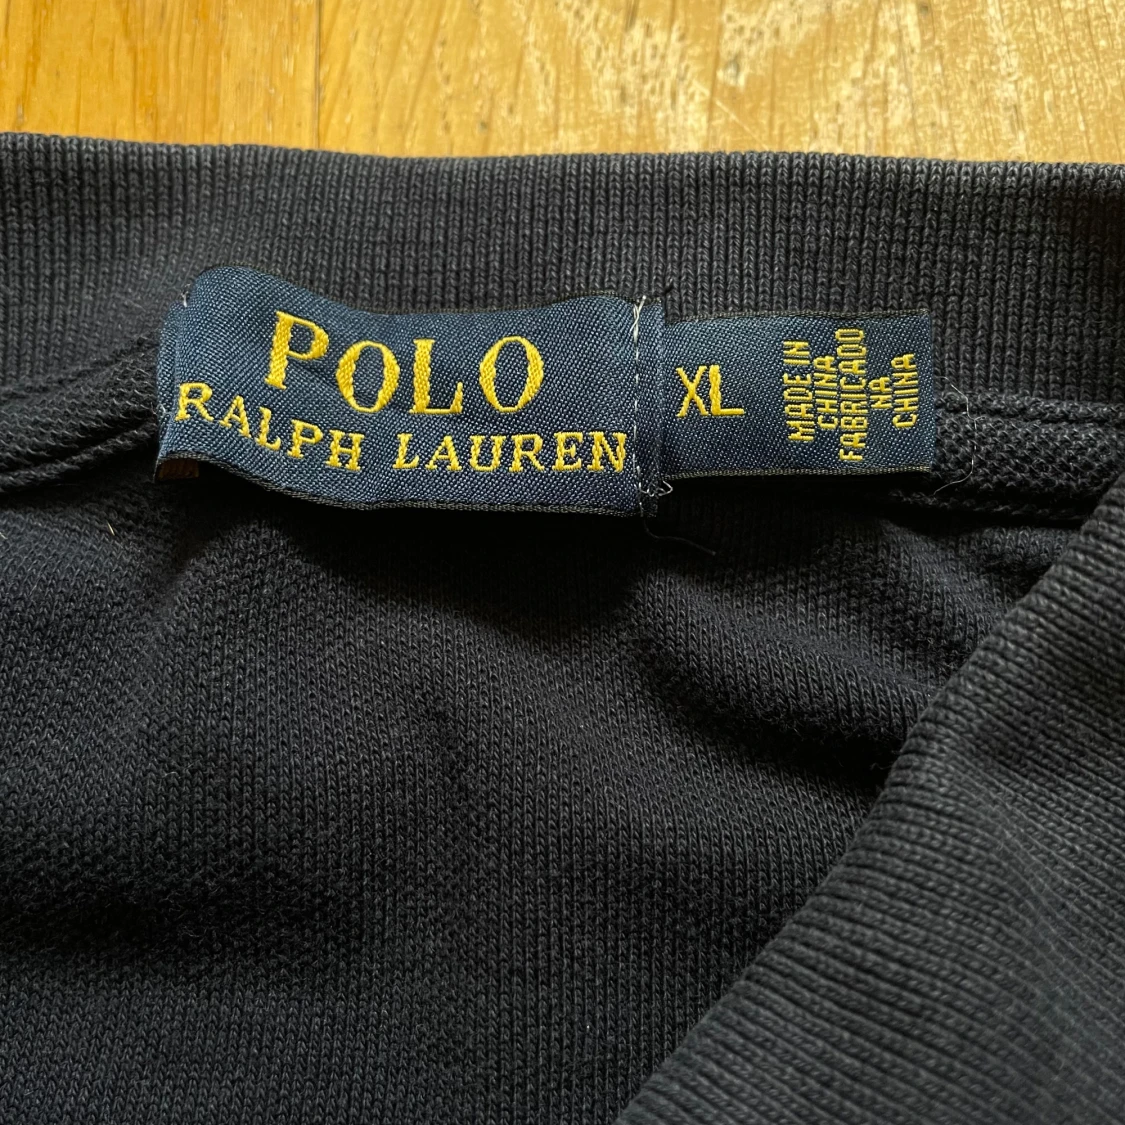 POLO
RALPH LAUREN
XL
MADE IN
CHINA
FABRICADO
NA
CHINA